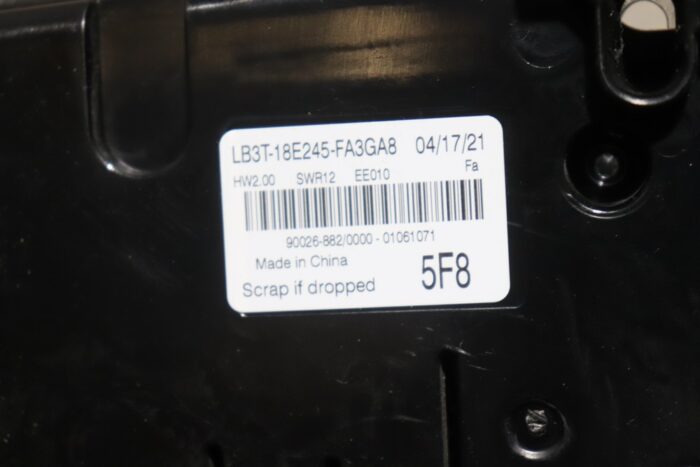 LB3T-18E245-FA3GA8 04/17/21
HW2.00 SWR12 EE010 Fa
90026-882/0000 - 01061071
Made in China
Scrap if dropped 5F8